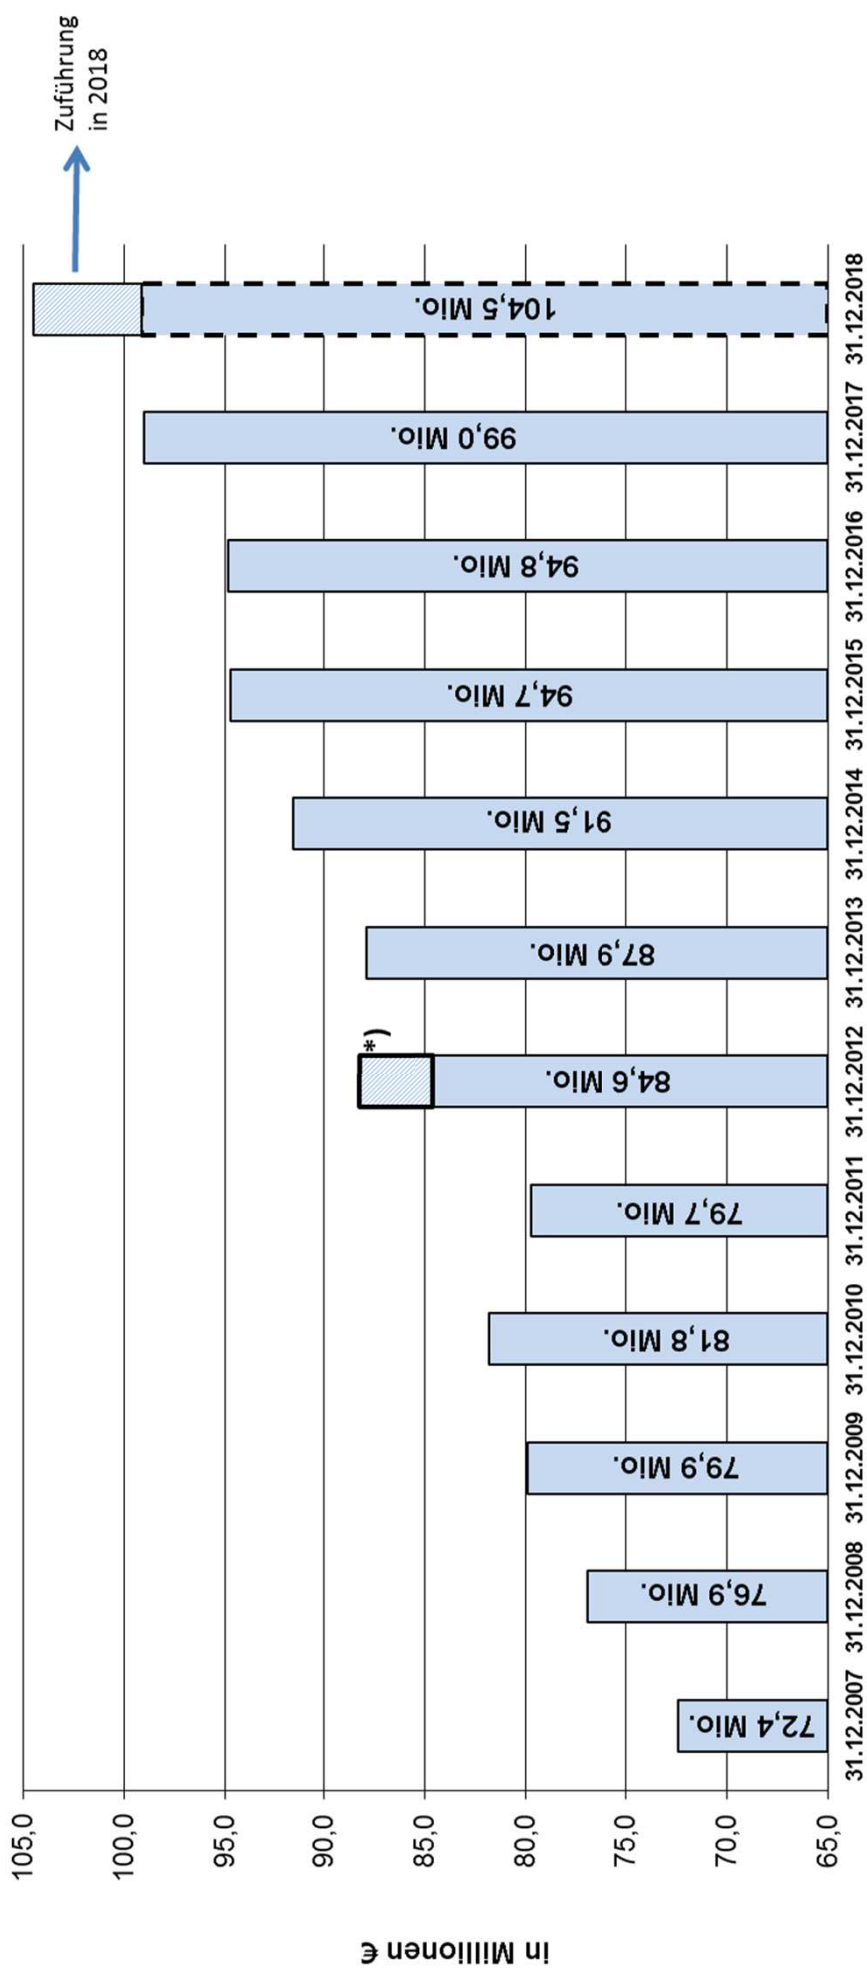 Zuführung
in 2018
in Millionen €
105,0
100,0
95,0
90,0
85,0
80,0
75,0
70,0
65,0
72,4 Mio.
76,9 Mio.
79,9 Mio.
81,8 Mio.
79,7 Mio.
84,6 Mio.
*)
87,9 Mio.
91,5 Mio.
94,7 Mio.
94,8 Mio.
99,0 Mio.
104,5 Mio.
31.12.2007
31.12.2008
31.12.2009
31.12.2010
31.12.2011
31.12.2012
31.12.2013
31.12.2014
31.12.2015
31.12.2016
31.12.2017
31.12.2018